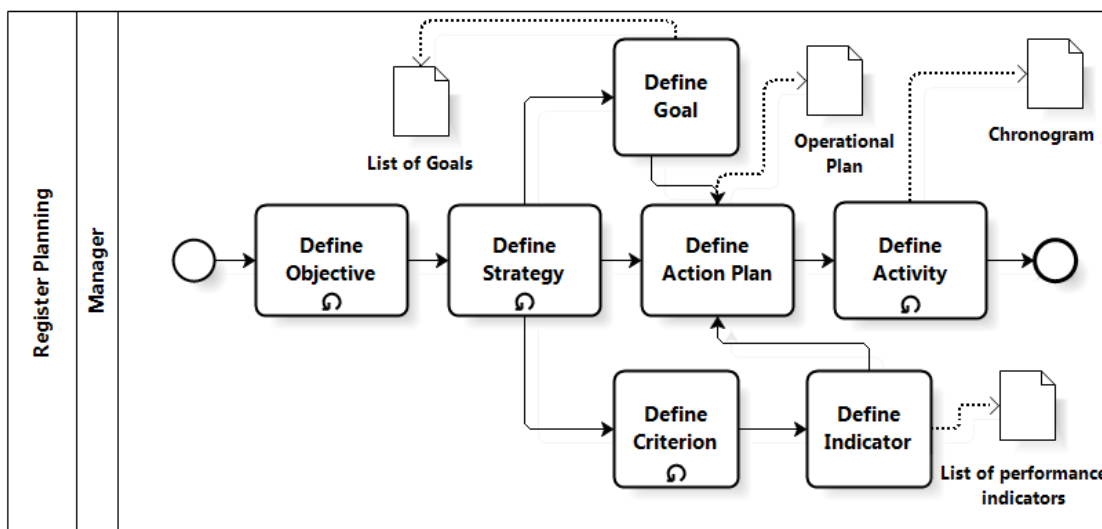 Register Planning
Manager
Define
Goal
List of Goals
Operational
Plan
Chronogram
Define
Objective
Define
Strategy
Define
Action Plan
Define
Activity
Define
Criterion
Define
Indicator
List of performance
indicators